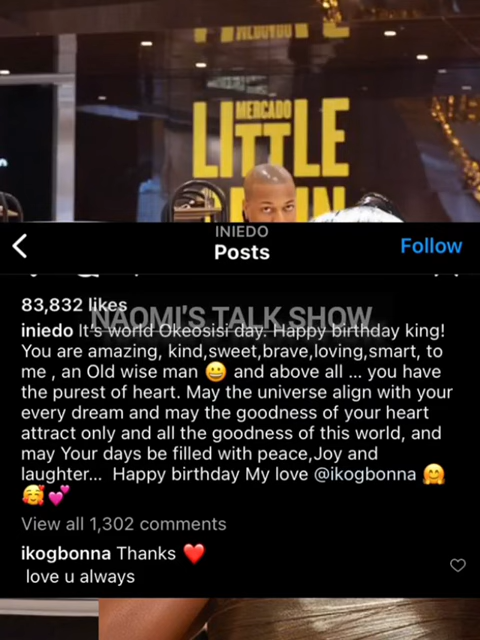 MERCADO
LITTLE
INIEDO
Posts
Follow
83,832 likes
NAOMI'S TALK SHOW
iniedo It's world Okeosisi day. Happy birthday king!
You are amazing, kind,sweet,brave,loving,smart, to
me , an Old wise man 😀 and above all ... you have
the purest of heart. May the universe align with your
every dream and may the goodness of your heart
attract only and all the goodness of this world, and
may Your days be filled with peace,Joy and
laughter... Happy birthday My love @ikogbonna 🤗
🥰💕
View all 1,302 comments
ikogbonna Thanks ❤️
love u always